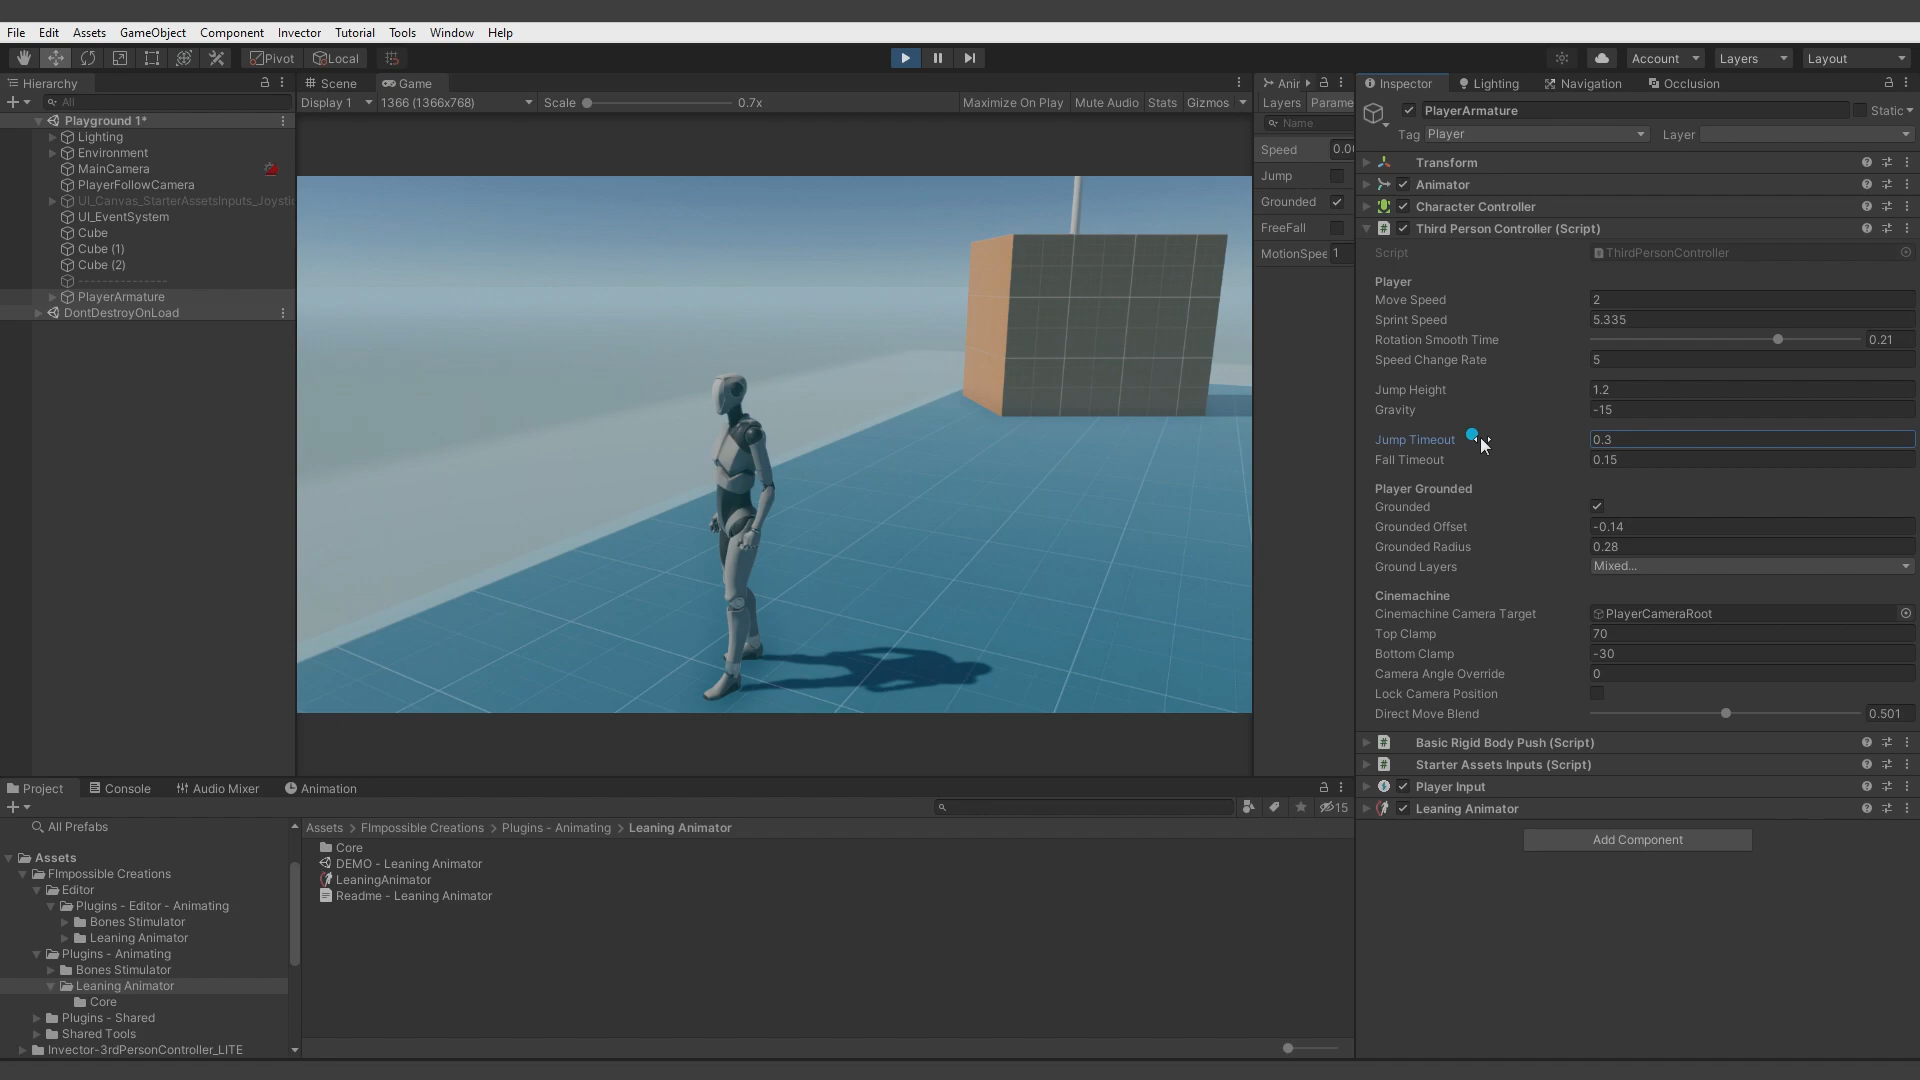 File Edit Assets GameObject Component Invector Tutorial Tools Window Help
Pivot Local Account Layers Layout
Hierarchy
All
Playground 1*
Lighting
Environment
MainCamera
PlayerFollowCamera
UI_Canvas_StarterAssetsInputs_Joystic
UI_EventSystem
Cube
Cube (1)
Cube (2)
---------------
PlayerArmature
DontDestroyOnLoad
Scene Game
Display 1 1366 (1366x768) Scale 0.7x Maximize On Play Mute Audio Stats Gizmos
Anir
Layers Parame
Name
Speed 0.00
Jump
Grounded
FreeFall
MotionSpee 1
Inspector Lighting Navigation Occlusion
PlayerArmature Static
Tag Player Layer
Transform
Animator
Character Controller
Third Person Controller (Script)
Script ThirdPersonController
Player
Move Speed 2
Sprint Speed 5.335
Rotation Smooth Time 0.21
Speed Change Rate 5
Jump Height 1.2
Gravity -15
Jump Timeout 0.3
Fall Timeout 0.15
Player Grounded
Grounded
Grounded Offset -0.14
Grounded Radius 0.28
Ground Layers Mixed...
Cinemachine
Cinemachine Camera Target PlayerCameraRoot
Top Clamp 70
Bottom Clamp -30
Camera Angle Override 0
Lock Camera Position
Direct Move Blend 0.501
Basic Rigid Body Push (Script)
Starter Assets Inputs (Script)
Player Input
Leaning Animator
Add Component
Project Console Audio Mixer Animation
15
All Prefabs
Assets
FImpossible Creations
Editor
Plugins - Editor - Animating
Bones Stimulator
Leaning Animator
Plugins - Animating
Bones Stimulator
Leaning Animator
Core
Plugins - Shared
Shared Tools
Invector-3rdPersonController_LITE
Assets > FImpossible Creations > Plugins - Animating > Leaning Animator
Core
DEMO - Leaning Animator
LeaningAnimator
Readme - Leaning Animator